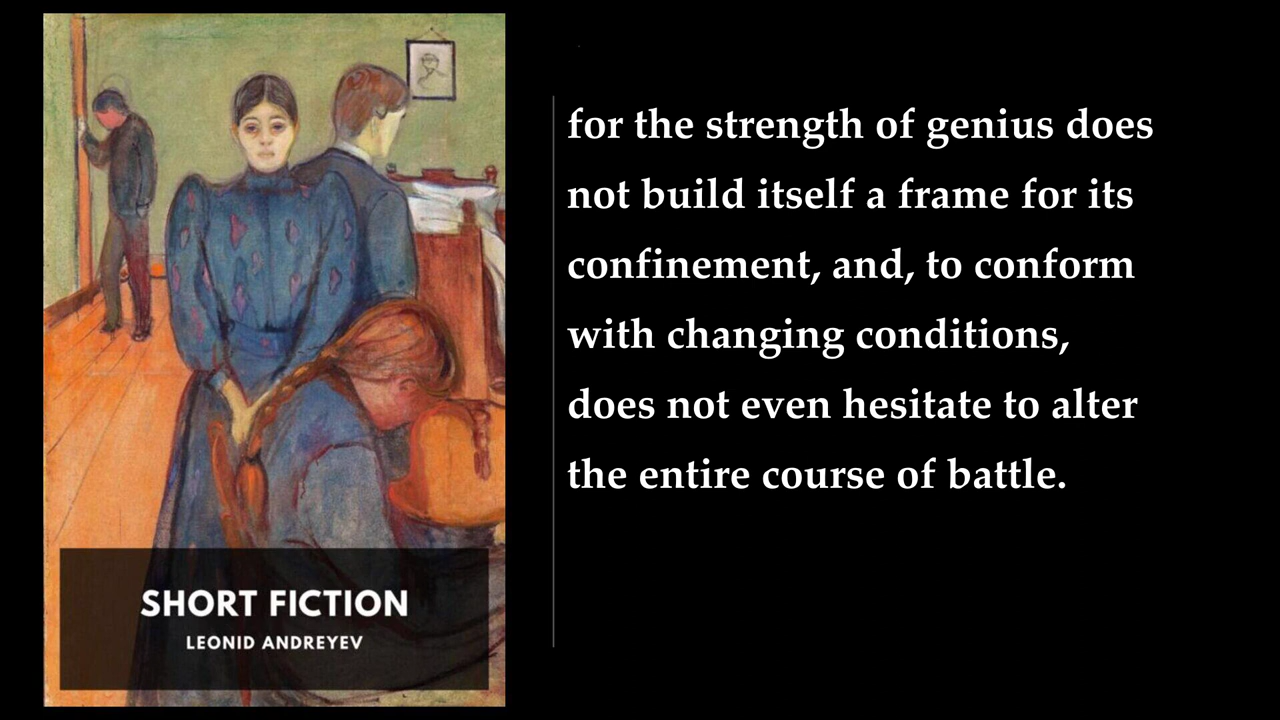 for the strength of genius does
not build itself a frame for its
confinement, and, to conform
with changing conditions,
does not even hesitate to alter
the entire course of battle.
SHORT FICTION
LEONID ANDREYEV